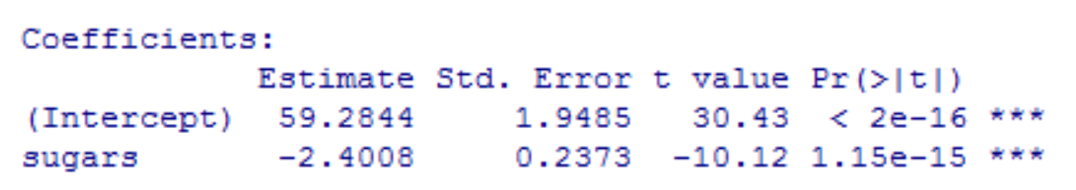 Coefficients:
Estimate Std. Error t value Pr(>|t|)
(Intercept) 59.2844 1.9485 30.43 < 2e-16 ***
sugars -2.4008 0.2373 -10.12 1.15e-15 ***